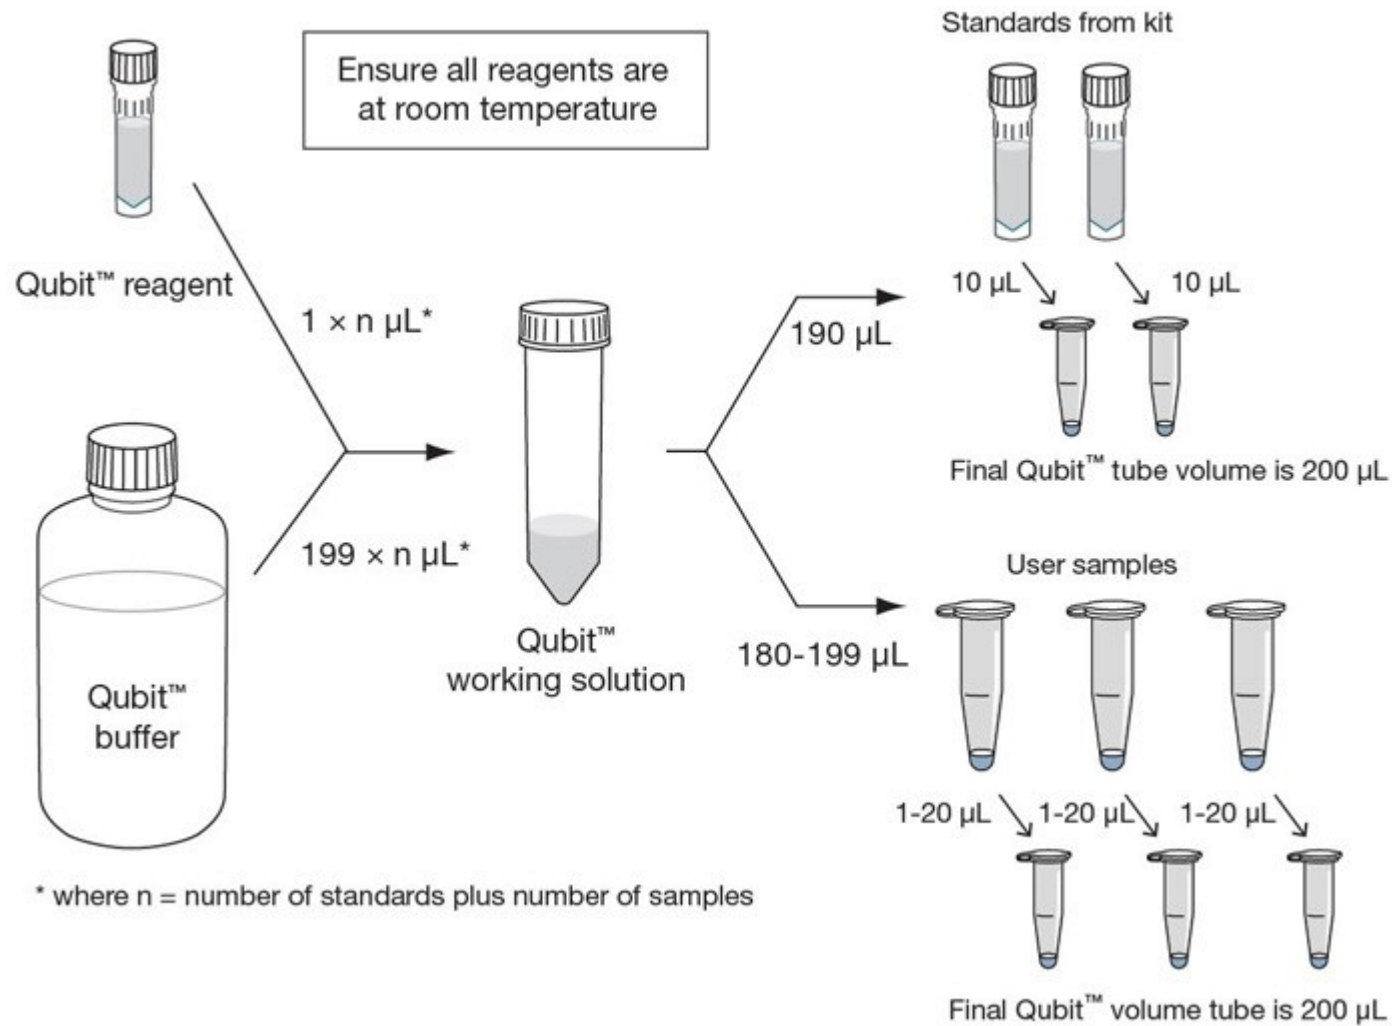 Standards from kit
Ensure all reagents are
at room temperature
Qubit™ reagent
10 µL
10 µL
1 × n µL*
190 µL
Final Qubit™ tube volume is 200 µL
199 × n µL*
User samples
Qubit™
working solution
180-199 µL
Qubit™
buffer
1-20 µL
1-20 µL
1-20 µL
* where n = number of standards plus number of samples
Final Qubit™ volume tube is 200 µL